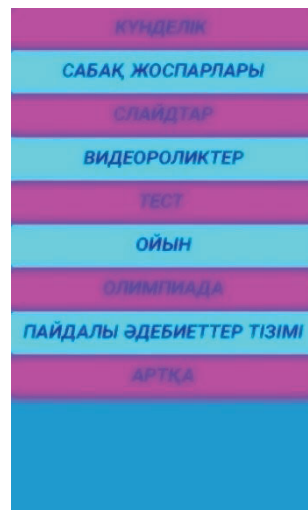 КҮНДЕЛІК
САБАҚ ЖОСПАРЛАРЫ
СЛАЙДТАР
ВИДЕОРОЛИКТЕР
ТЕСТ
ОЙЫН
ОЛИМПИАДА
ПАЙДАЛЫ ӘДЕБИЕТТЕР ТІЗІМІ
АРТҚА